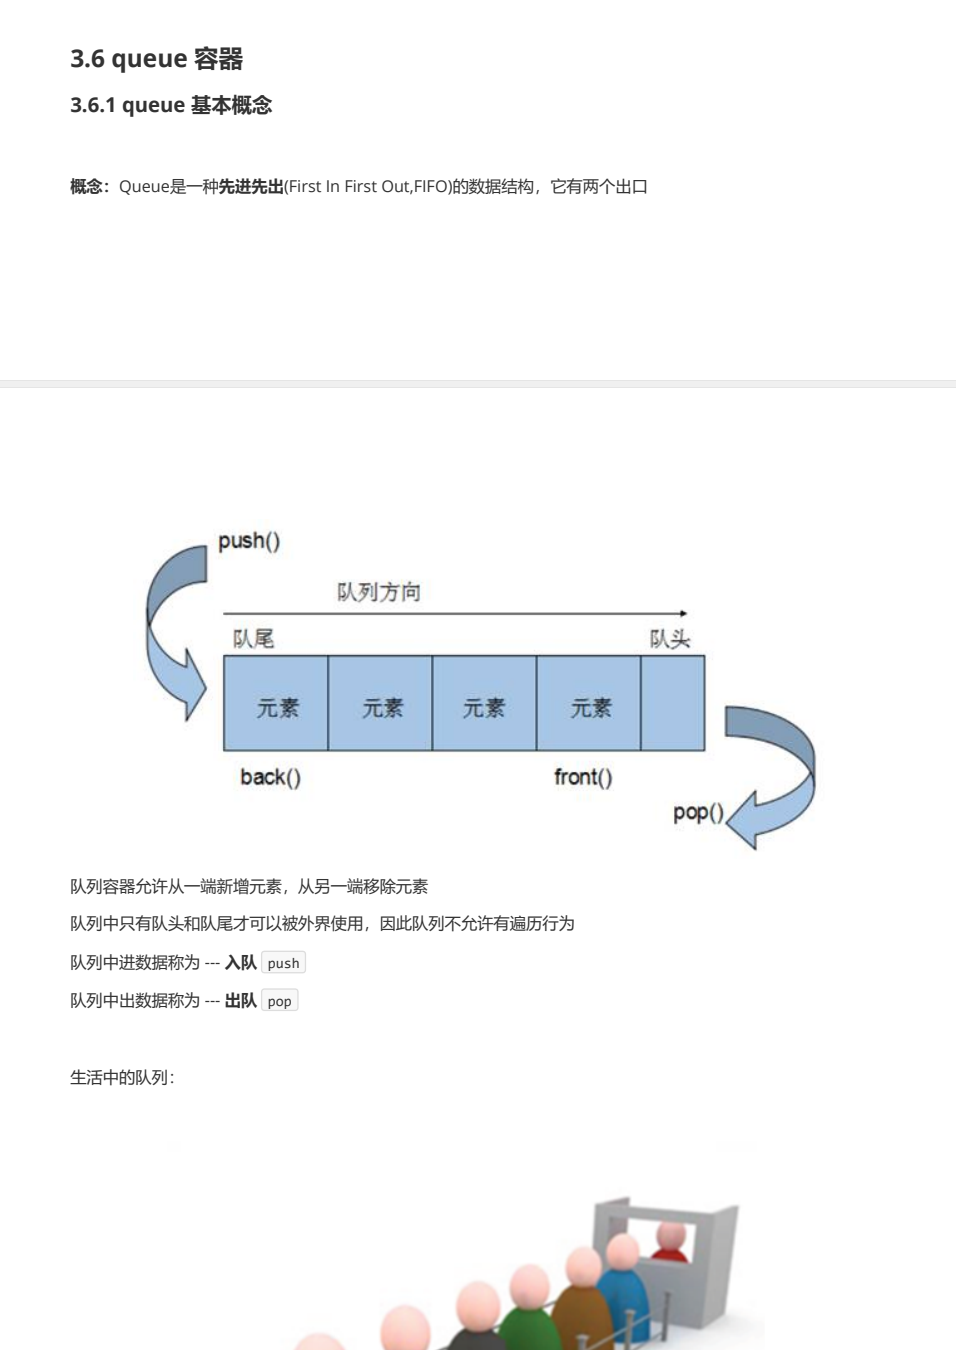 3.6 queue 容器
3.6.1 queue 基本概念
概念：Queue是一种先进先出(First In First Out,FIFO)的数据结构，它有两个出口
push()
队列方向
队尾 队头
元素 元素 元素 元素
back() front()
pop()
队列容器允许从一端新增元素，从另一端移除元素
队列中只有队头和队尾才可以被外界使用，因此队列不允许有遍历行为
队列中进数据称为 --- 入队 push
队列中出数据称为 --- 出队 pop
生活中的队列：